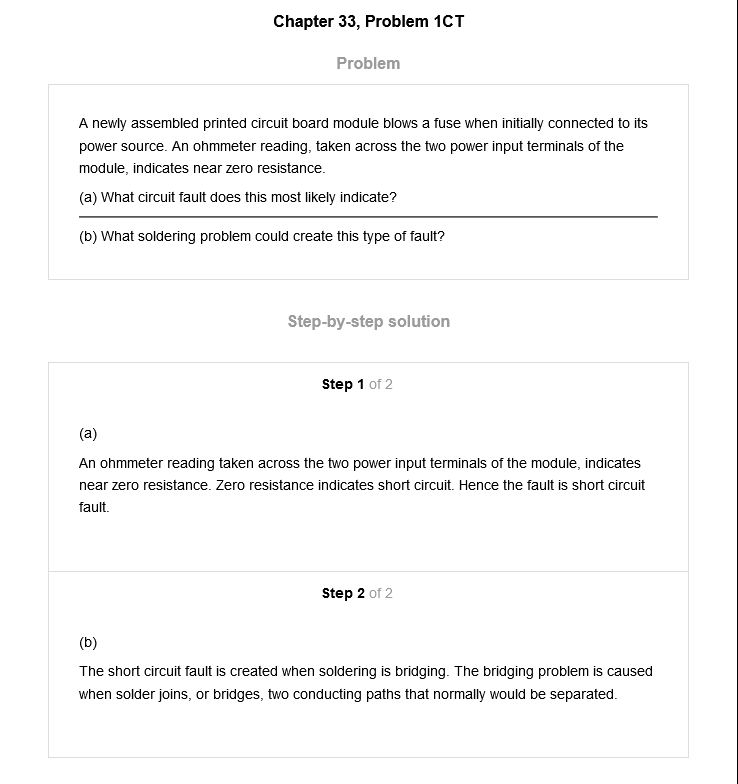 Chapter 33, Problem 1CT
Problem
A newly assembled printed circuit board module blows a fuse when initially connected to its
power source. An ohmmeter reading, taken across the two power input terminals of the
module, indicates near zero resistance.
(a) What circuit fault does this most likely indicate?
(b) What soldering problem could create this type of fault?
Step-by-step solution
Step 1 of 2
(a)
An ohmmeter reading taken across the two power input terminals of the module, indicates
near zero resistance. Zero resistance indicates short circuit. Hence the fault is short circuit
fault.
Step 2 of 2
(b)
The short circuit fault is created when soldering is bridging. The bridging problem is caused
when solder joins, or bridges, two conducting paths that normally would be separated.